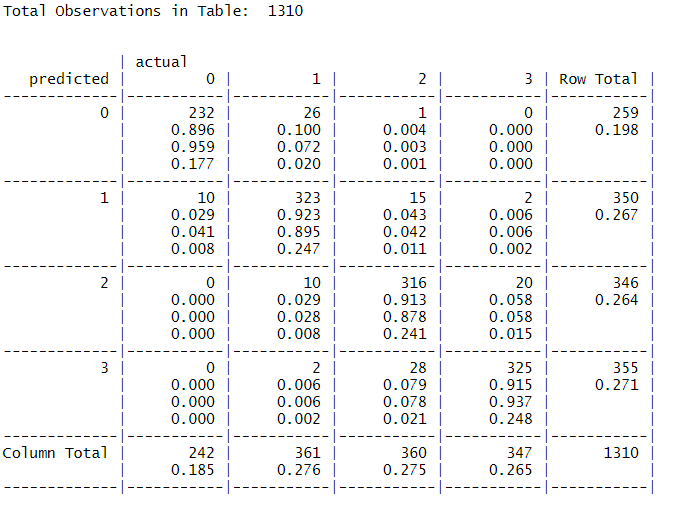 Total Observations in Table:  1310
             | actual
   predicted |         0 |         1 |         2 |         3 | Row Total |
-------------|-----------|-----------|-----------|-----------|-----------|
           0 |       232 |        26 |         1 |         0 |       259 |
             |     0.896 |     0.100 |     0.004 |     0.000 |     0.198 |
             |     0.959 |     0.072 |     0.003 |     0.000 |           |
             |     0.177 |     0.020 |     0.001 |     0.000 |           |
-------------|-----------|-----------|-----------|-----------|-----------|
           1 |        10 |       323 |        15 |         2 |       350 |
             |     0.029 |     0.923 |     0.043 |     0.006 |     0.267 |
             |     0.041 |     0.895 |     0.042 |     0.006 |           |
             |     0.008 |     0.247 |     0.011 |     0.002 |           |
-------------|-----------|-----------|-----------|-----------|-----------|
           2 |         0 |        10 |       316 |        20 |       346 |
             |     0.000 |     0.029 |     0.913 |     0.058 |     0.264 |
             |     0.000 |     0.028 |     0.878 |     0.058 |           |
             |     0.000 |     0.008 |     0.241 |     0.015 |           |
-------------|-----------|-----------|-----------|-----------|-----------|
           3 |         0 |         2 |        28 |       325 |       355 |
             |     0.000 |     0.006 |     0.079 |     0.915 |     0.271 |
             |     0.000 |     0.006 |     0.078 |     0.937 |           |
             |     0.000 |     0.002 |     0.021 |     0.248 |           |
-------------|-----------|-----------|-----------|-----------|-----------|
Column Total |       242 |       361 |       360 |       347 |      1310 |
             |     0.185 |     0.276 |     0.275 |     0.265 |           |
-------------|-----------|-----------|-----------|-----------|-----------|